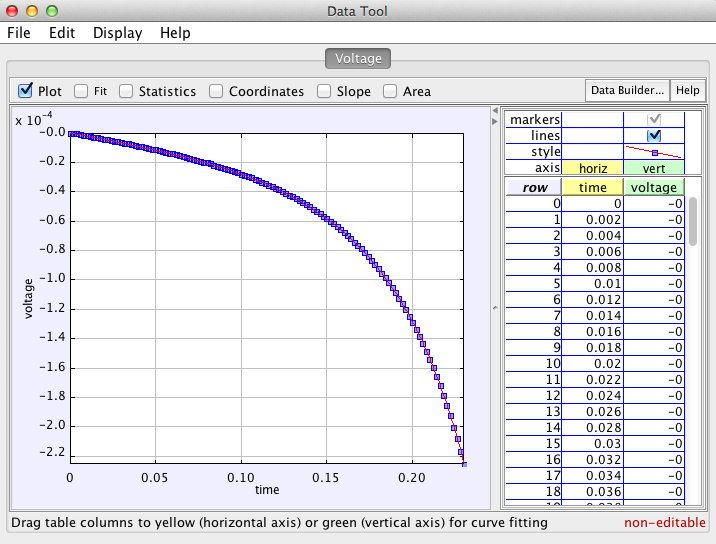 Data Tool
File Edit Display Help
Voltage
Plot Fit Statistics Coordinates Slope Area Data Builder... Help
x 10⁻⁴
−0.0
−0.2
−0.4
−0.6
−0.8
−1.0
−1.2
−1.4
−1.6
−1.8
−2.0
−2.2
voltage
0 0.05 0.10 0.15 0.20
time
markers
lines
style
axis horiz vert
row time voltage
0 0 −0
1 0.002 −0
2 0.004 −0
3 0.006 −0
4 0.008 −0
5 0.01 −0
6 0.012 −0
7 0.014 −0
8 0.016 −0
9 0.018 −0
10 0.02 −0
11 0.022 −0
12 0.024 −0
13 0.026 −0
14 0.028 −0
15 0.03 −0
16 0.032 −0
17 0.034 −0
18 0.036 −0
Drag table columns to yellow (horizontal axis) or green (vertical axis) for curve fitting non-editable